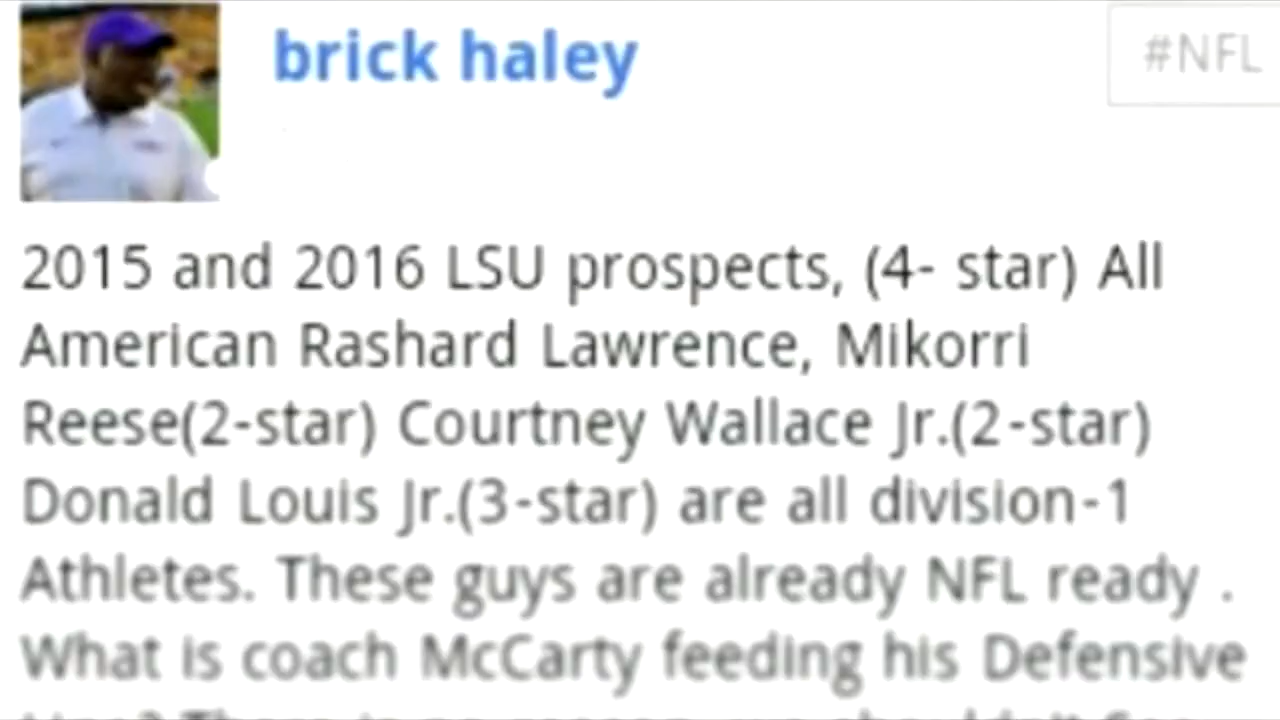 brick haley
#NFL
2015 and 2016 LSU prospects, (4- star) All
American Rashard Lawrence, Mikorri
Reese(2-star) Courtney Wallace Jr.(2-star)
Donald Louis Jr.(3-star) are all division-1
Athletes. These guys are already NFL ready .
What is coach McCarty feeding his Defensive